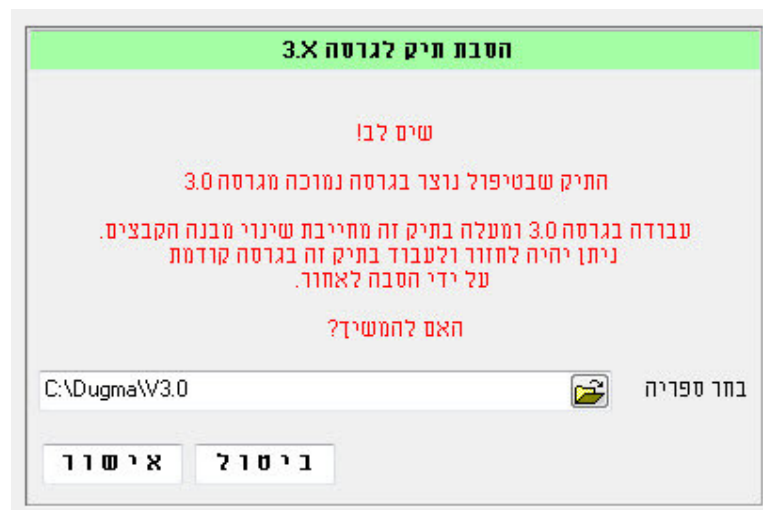 הסבת תיק לגרסה 3.X
שים לב!
התיק שבטיפול נוצר בגרסה נמוכה מגרסה 3.0
עבודה בגרסה 3.0 ומעלה בתיק זה מחייבת שינוי מבנה הקבצים.
ניתן יהיה לחזור ולעבוד בתיק זה בגרסה קודמת
על ידי הסבה לאחור.
האם להמשיך?
בחר ספריה C:\Dugma\V3.0
ביטול אישור